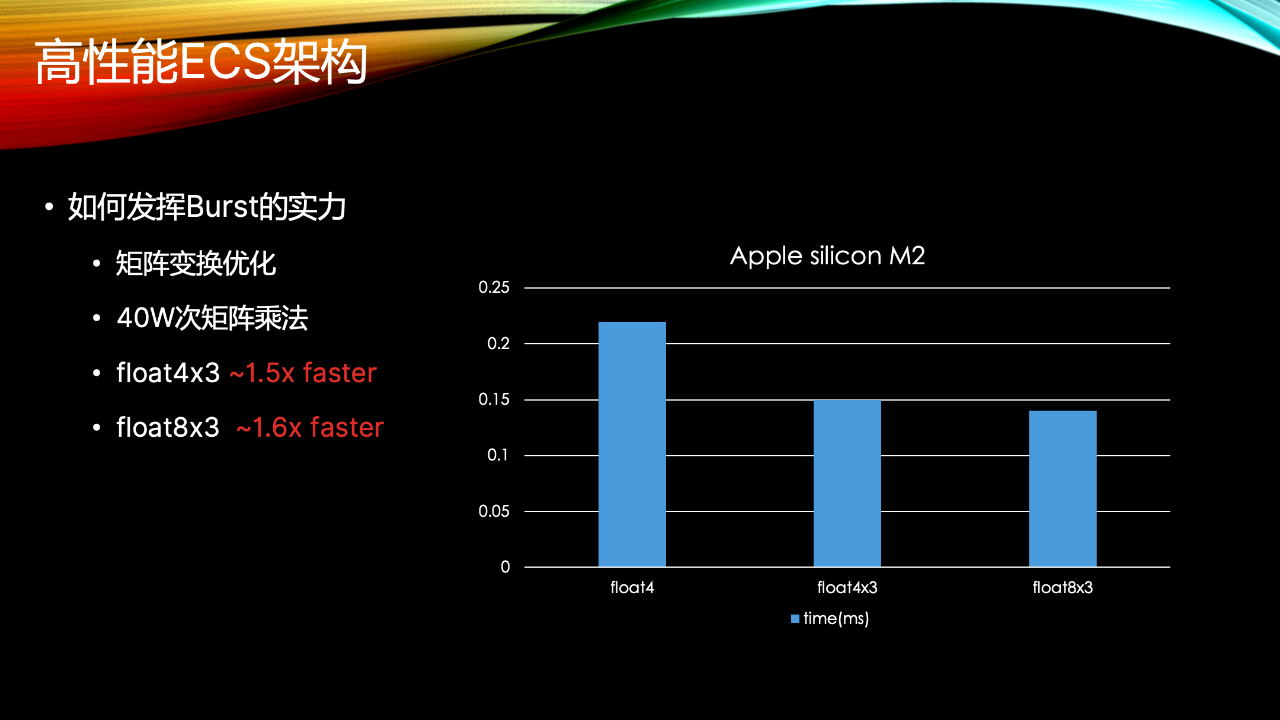 高性能ECS架构
• 如何发挥Burst的实力
• 矩阵变换优化
• 40W次矩阵乘法
• float4x3 ~1.5x faster
• float8x3 ~1.6x faster
Apple silicon M2
0.25
0.2
0.15
0.1
0.05
0
float4 float4x3 float8x3
time(ms)